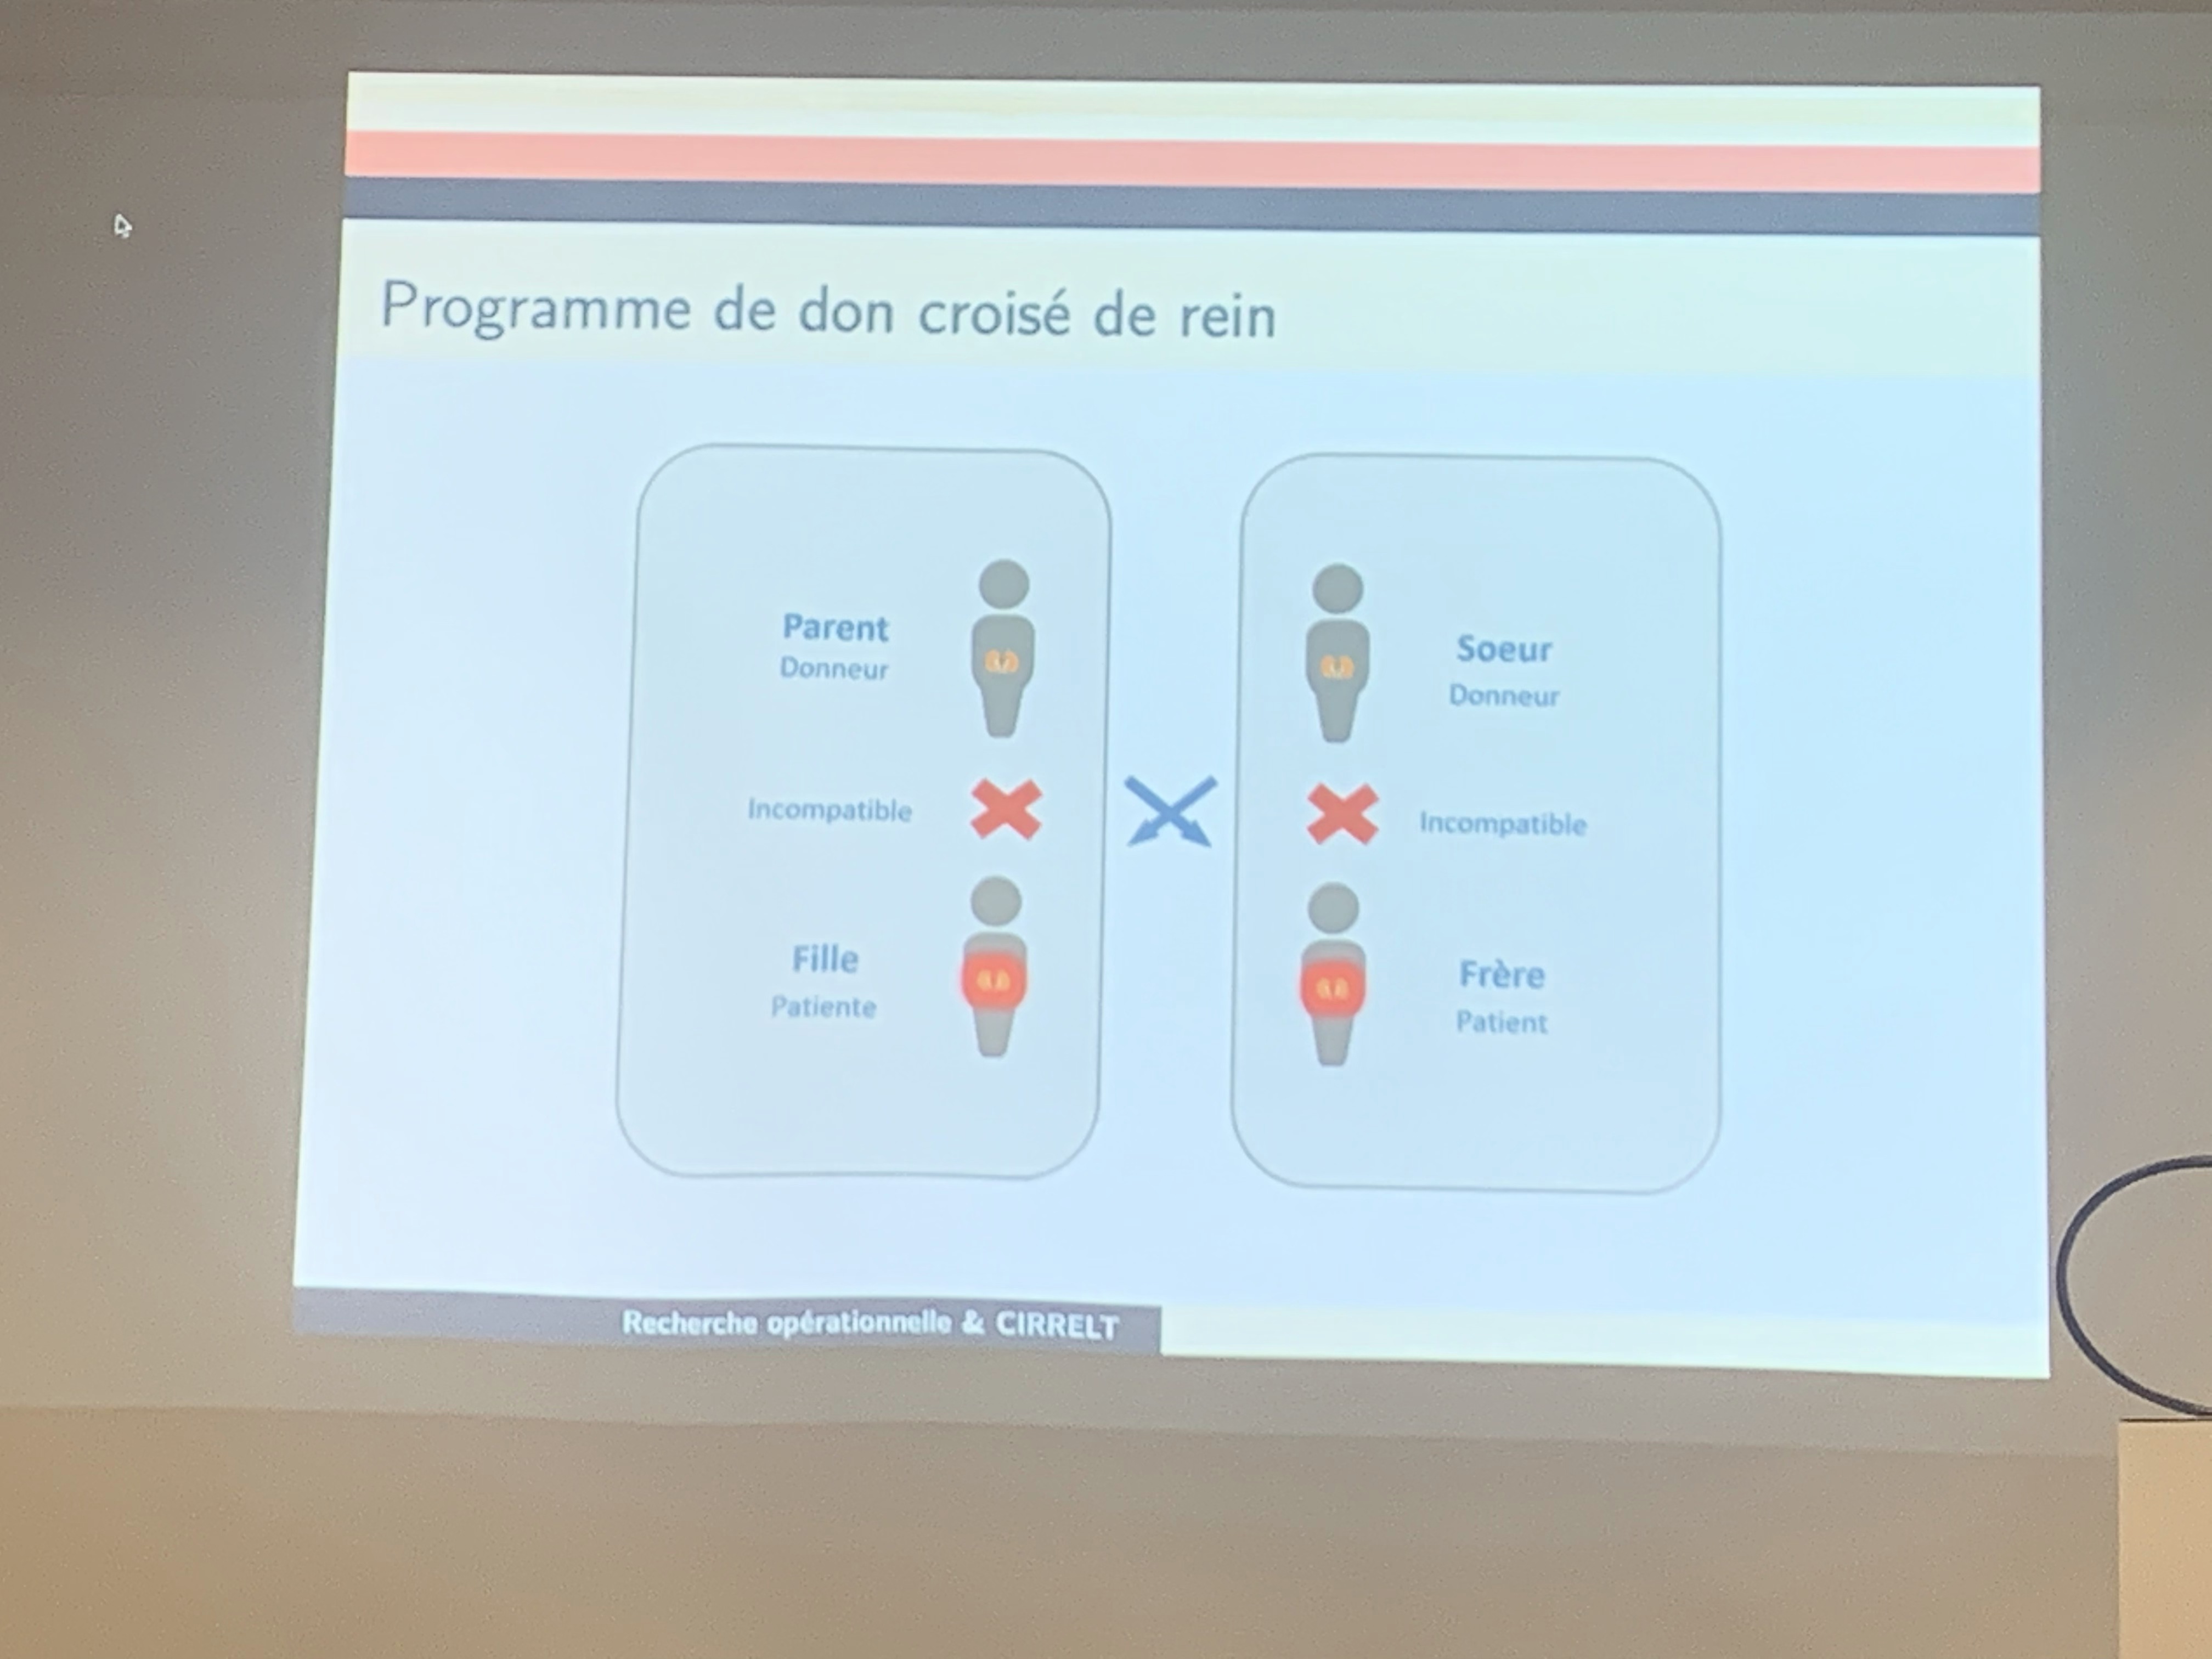 Programme de don croisé de rein
Parent
Donneur
Incompatible
Fille
Patiente
Soeur
Donneur
Incompatible
Frère
Patient
Recherche opérationnelle & CIRRELT